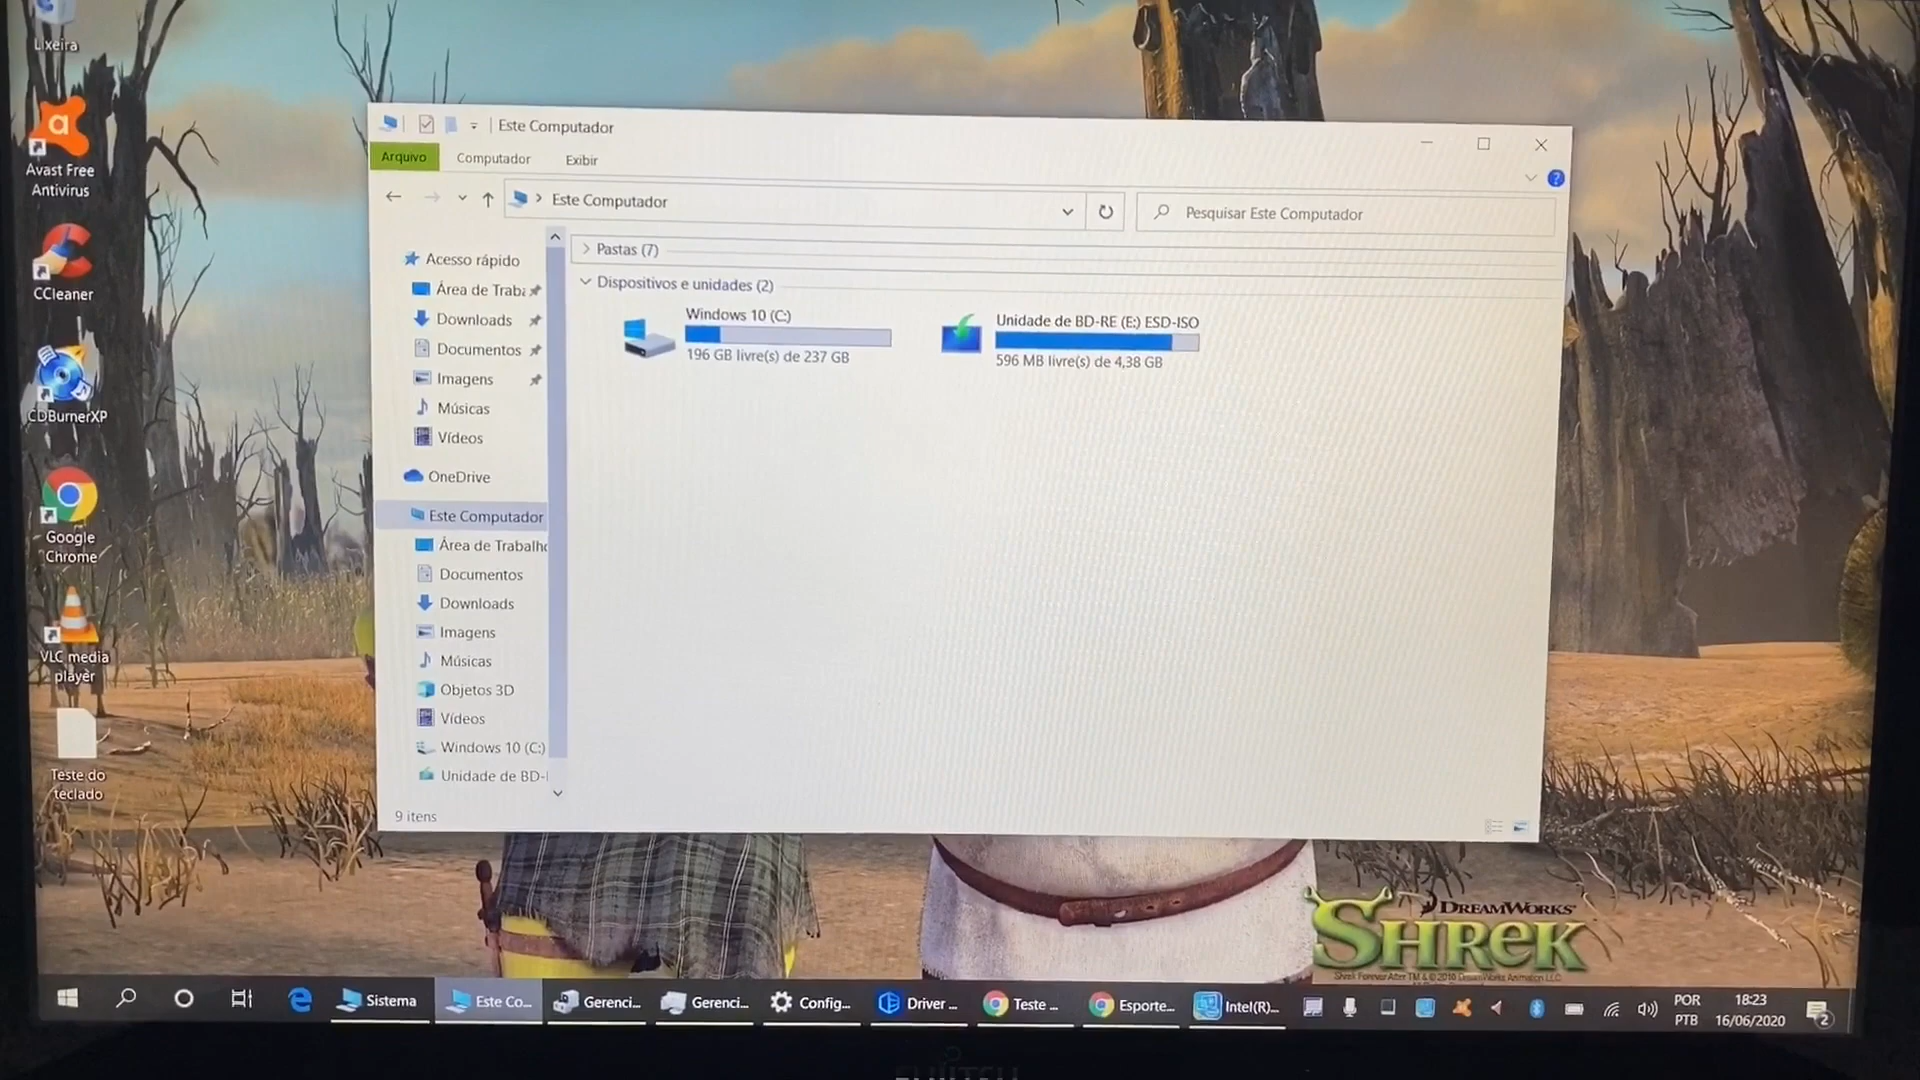 Lixeira
Avast Free
Antivirus
CCleaner
CDBurnerXP
Google
Chrome
VLC media
player
Teste do
teclado
Este Computador
Arquivo
Computador
Exibir
Este Computador
Pesquisar Este Computador
Acesso rápido
Área de Traba
Downloads
Documentos
Imagens
Músicas
Vídeos
OneDrive
Este Computador
Área de Trabalho
Documentos
Downloads
Imagens
Músicas
Objetos 3D
Vídeos
Windows 10 (C:)
Unidade de BD-
Pastas (7)
Dispositivos e unidades (2)
Windows 10 (C:)
196 GB livre(s) de 237 GB
Unidade de BD-RE (E:) ESD-ISO
596 MB livre(s) de 4,38 GB
9 itens
DREAMWORKS
SHREK
Shrek Forever After TM & © 2010 DreamWorks Animation LLC.
Sistema
Este Co...
Gerenci...
Gerenci...
Config...
Driver ...
Teste ...
Esporte...
Intel(R)...
POR
PTB
18:23
16/06/2020
2